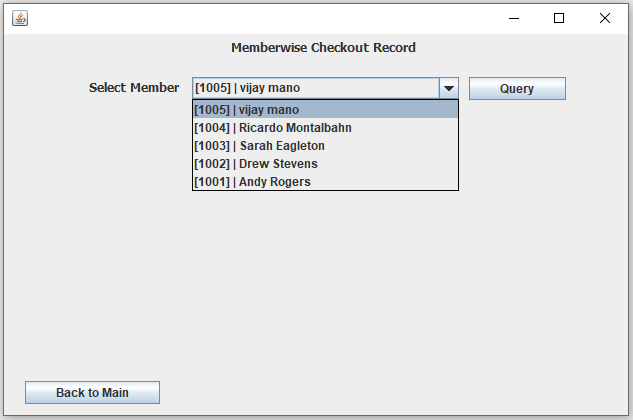 Memberwise Checkout Record
Select Member [1005] | vijay mano Query
[1005] | vijay mano
[1004] | Ricardo Montalbahn
[1003] | Sarah Eagleton
[1002] | Drew Stevens
[1001] | Andy Rogers
Back to Main